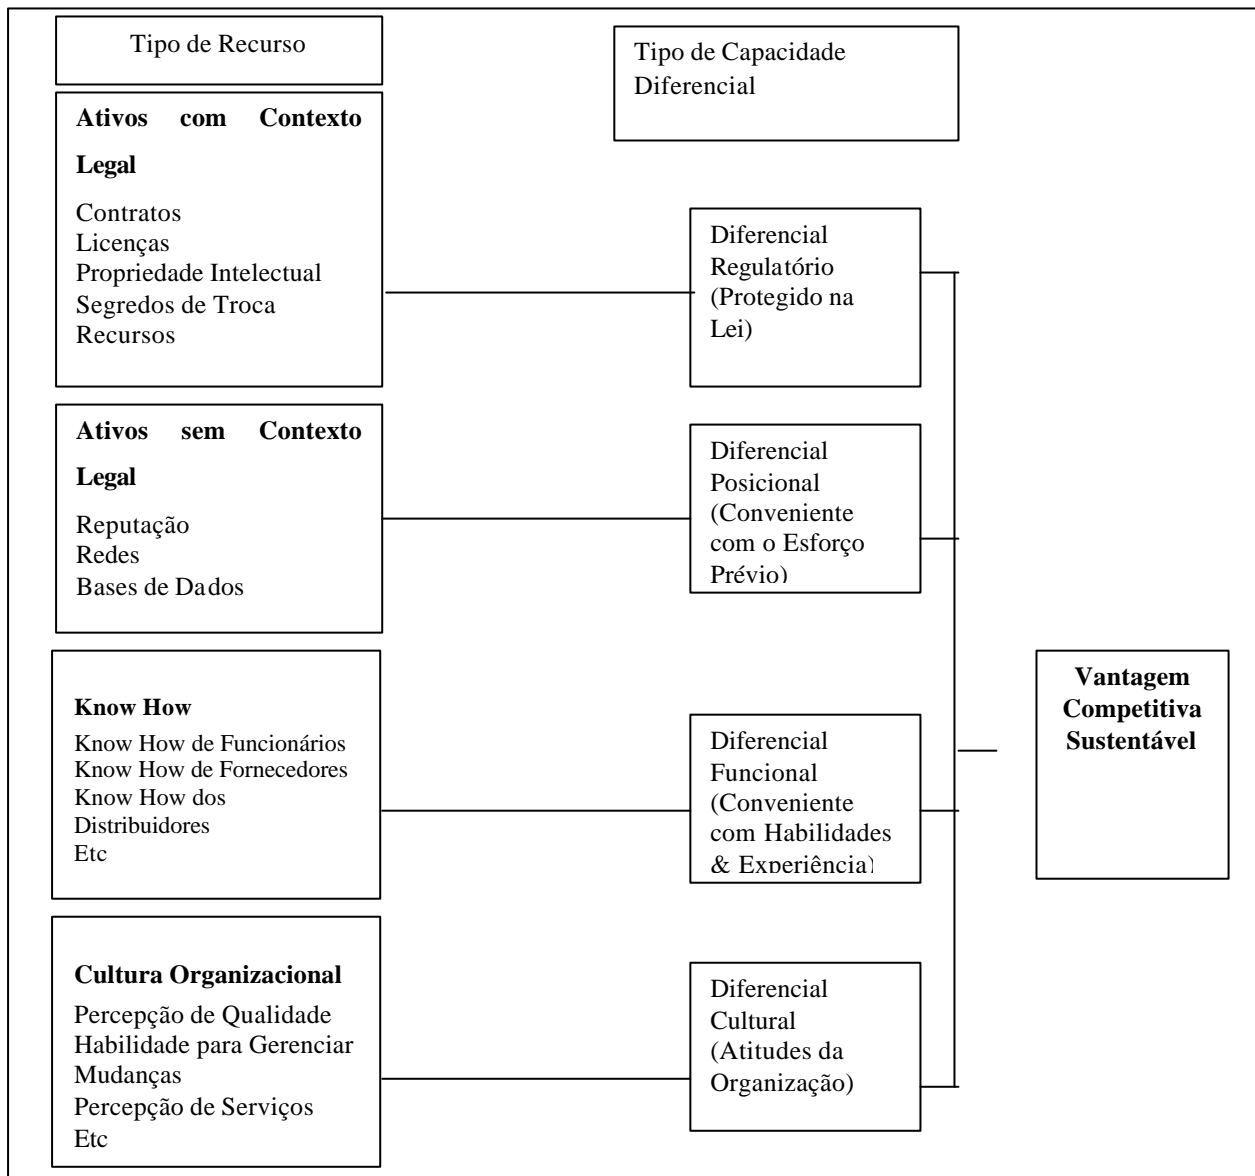 Tipo de Recurso
Tipo de Capacidade
Diferencial
Ativos com Contexto
Legal
Contratos
Licenças
Propriedade Intelectual
Segredos de Troca
Recursos
Diferencial
Regulatório
(Protegido na
Lei)
Ativos sem Contexto
Legal
Reputação
Redes
Bases de Dados
Diferencial
Posicional
(Conveniente
com o Esforço
Prévio)
Know How
Know How de Funcionários
Know How de Fornecedores
Know How dos
Distribuidores
Etc
Diferencial
Funcional
(Conveniente
com Habilidades
& Experiência)
Vantagem
Competitiva
Sustentável
Cultura Organizacional
Percepção de Qualidade
Habilidade para Gerenciar
Mudanças
Percepção de Serviços
Etc
Diferencial
Cultural
(Atitudes da
Organização)